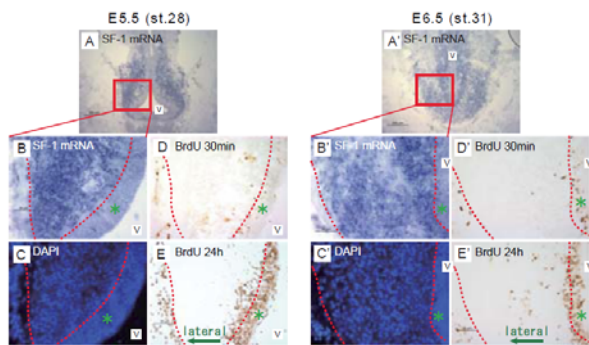 E5.5 (st.28)
E6.5 (st.31)
A SF-1 mRNA
V
A' SF-1 mRNA
V
B SF-1 mRNA
*
V
D BrdU 30min
*
V
B' SF-1 mRNA
V
*
D' BrdU 30min
V
*
C DAPI
*
V
E BrdU 24h
*
V
lateral
C' DAPI
V
*
E' BrdU 24h
V
*
lateral